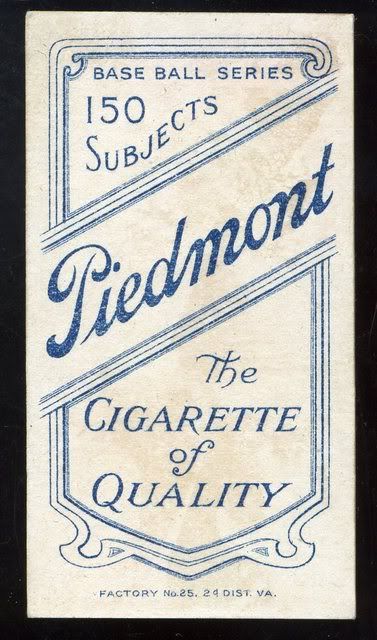 BASE BALL SERIES
150
SUBJECTS
Piedmont
The
CIGARETTE
of
QUALITY
FACTORY No.25, 2d DIST. VA.